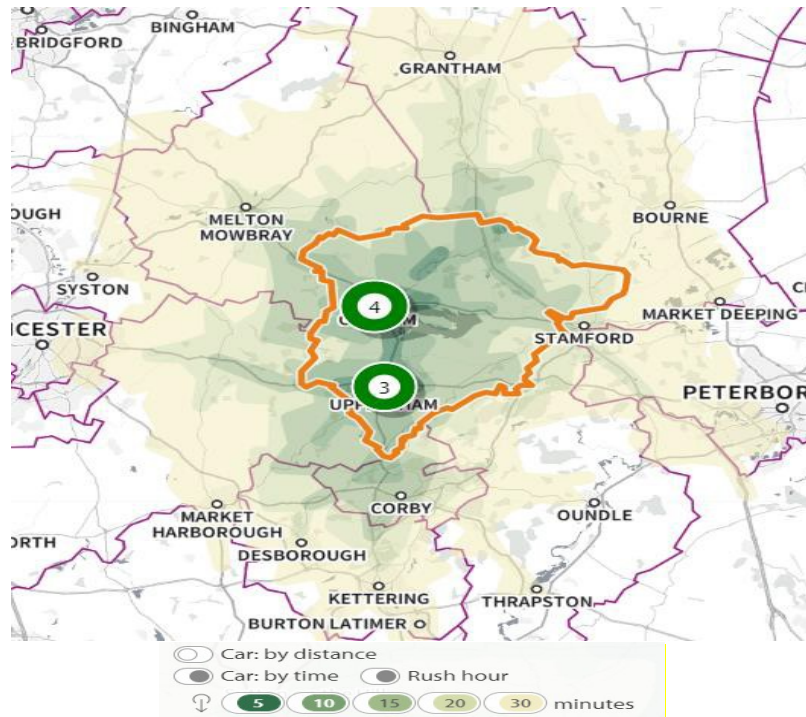 BRIDGFORD
BINGHAM
GRANTHAM
OUGH
MELTON
MOWBRAY
BOURNE
SYSTON
MARKET DEEPING
ICESTER
4
STAMFORD
3
PETERBOR
CORBY
MARKET
HARBOROUGH
OUNDLE
ORTH
DESBOROUGH
KETTERING
THRAPSTON
BURTON LATIMER
Car: by distance
Car: by time Rush hour
5 10 15 20 30 minutes